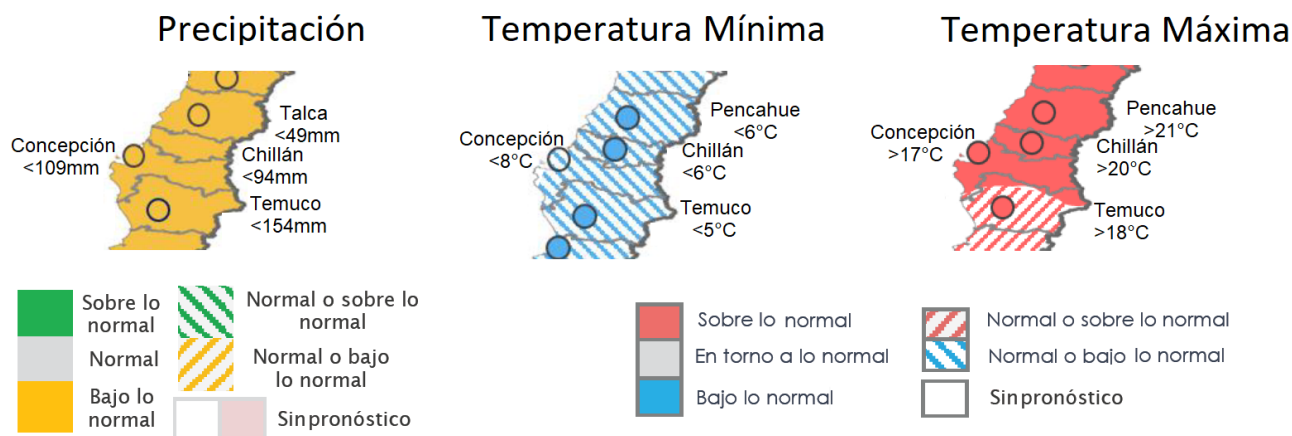 Precipitación
Temperatura Mínima
Temperatura Máxima
Talca
<49mm
Concepción
<109mm
Chillán
<94mm
Temuco
<154mm
Pencahue
<6°C
Concepción
<8°C
Chillán
<6°C
Temuco
<5°C
Pencahue
>21°C
Concepción
>17°C
Chillán
>20°C
Temuco
>18°C
Sobre lo
normal
Normal o sobre lo
normal
Normal
Normal o bajo
lo normal
Bajo lo
normal
Sin pronóstico
Sobre lo normal
Normal o sobre lo normal
En torno a lo normal
Normal o bajo lo normal
Bajo lo normal
Sin pronóstico